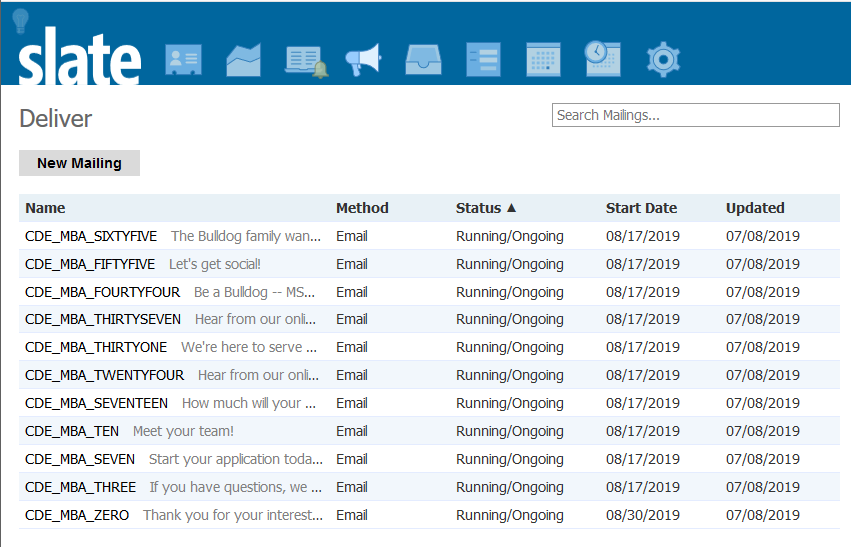 slate
Deliver
Search Mailings...
New Mailing
Name Method Status ▲ Start Date Updated
CDE_MBA_SIXTYFIVE The Bulldog family wan... Email Running/Ongoing 08/17/2019 07/08/2019
CDE_MBA_FIFTYFIVE Let's get social! Email Running/Ongoing 08/17/2019 07/08/2019
CDE_MBA_FOURTYFOUR Be a Bulldog -- MS... Email Running/Ongoing 08/17/2019 07/08/2019
CDE_MBA_THIRTYSEVEN Hear from our onli... Email Running/Ongoing 08/17/2019 07/08/2019
CDE_MBA_THIRTYONE We're here to serve ... Email Running/Ongoing 08/17/2019 07/08/2019
CDE_MBA_TWENTYFOUR Hear from our onli... Email Running/Ongoing 08/17/2019 07/08/2019
CDE_MBA_SEVENTEEN How much will your ... Email Running/Ongoing 08/17/2019 07/08/2019
CDE_MBA_TEN Meet your team! Email Running/Ongoing 08/17/2019 07/08/2019
CDE_MBA_SEVEN Start your application toda... Email Running/Ongoing 08/17/2019 07/08/2019
CDE_MBA_THREE If you have questions, we ... Email Running/Ongoing 08/17/2019 07/08/2019
CDE_MBA_ZERO Thank you for your interest... Email Running/Ongoing 08/30/2019 07/08/2019